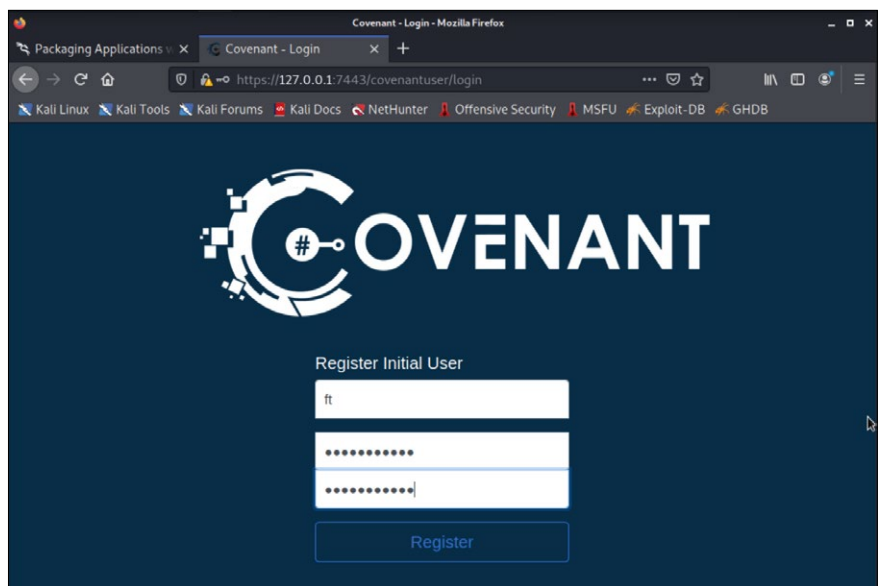 Covenant - Login - Mozilla Firefox
Packaging Applications
Covenant - Login
https://127.0.0.1:7443/covenantuser/login
Kali Linux Kali Tools Kali Forums Kali Docs NetHunter Offensive Security MSFU Exploit-DB GHDB
#
COVENANT
Register Initial User
ft
•••••••••••
•••••••••••
Register